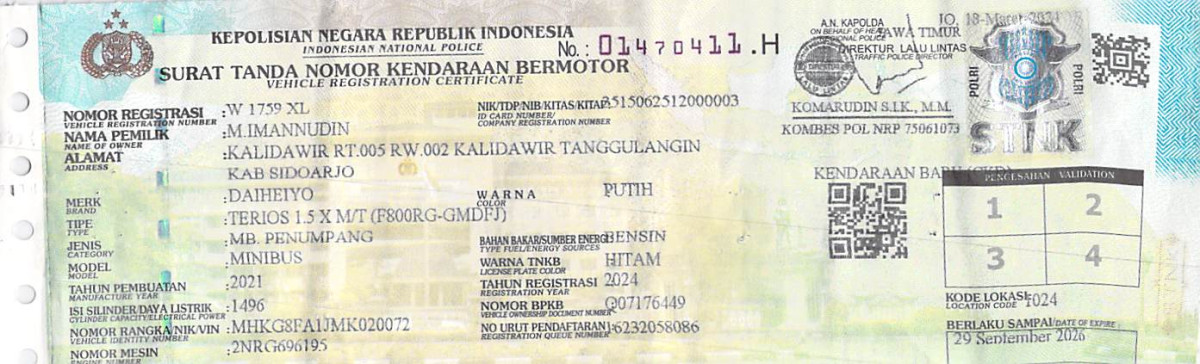 KEPOLISIAN NEGARA REPUBLIK INDONESIA
INDONESIAN NATIONAL POLICE
No.: 01470411.H
SURAT TANDA NOMOR KENDARAAN BERMOTOR
VEHICLE REGISTRATION CERTIFICATE
A.N. KAPOLDA JAWA TIMUR
ON BEHALF OF REGIONAL POLICE
DIREKTUR LALU LINTAS
TRAFFIC POLICE DIRECTOR
KOMARUDIN S.I.K., M.M.
KOMBES POL NRP 75061073
POLRI
POLRI
STNK
NOMOR REGISTRASI :W 1759 XL
VEHICLE REGISTRATION NUMBER
NIK/TDP/NIB/KITAS/KITAP 3515062512000003
ID CARD NUMBER/
COMPANY REGISTRATION NUMBER
NAMA PEMILIK :M.IMANNUDIN
NAME OF OWNER
ALAMAT :KALIDAWIR RT.005 RW.002 KALIDAWIR TANGGULANGIN
ADDRESS
KAB SIDOARJO
KENDARAAN
MERK :DAIHEIYO
BRAND
WARNA PUTIH
COLOR
TIPE :TERIOS 1.5 X M/T (F800RG-GMDFJ)
TYPE
JENIS :MB. PENUMPANG
CATEGORY
BAHAN BAKAR/SUMBER ENERGI :BENSIN
TYPE FUEL/ENERGY SOURCES
MODEL :MINIBUS
MODEL
WARNA TNKB HITAM
LICENSE PLATE COLOR
TAHUN PEMBUATAN :2021
MANUFACTURE YEAR
TAHUN REGISTRASI 2024
REGISTRATION YEAR
ISI SILINDER/DAYA LISTRIK :1496
CYLINDER CAPACITY/ELECTRICAL POWER
NOMOR BPKB Q07176449
VEHICLE OWNERSHIP DOCUMENT NUMBER
NOMOR RANGKA/NIK/VIN :MHKG8FA1JMK020072
VEHICLE IDENTITY NUMBER
NO URUT PENDAFTARAN :6232058086
REGISTRATION QUEUE NUMBER
NOMOR MESIN :2NRG696195
ENGINE NUMBER
PENGESAHAN VALIDATION
1 2
3 4
KODE LOKASI
LOCATION CODE
BERLAKU SAMPAI/DATE OF EXPIRE
29 September 2026